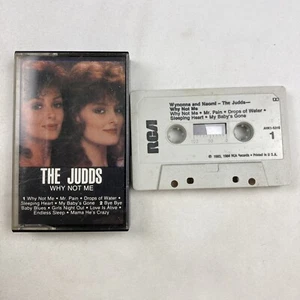 THE JUDDS
WHY NOT ME
1 Why Not Me • Mr. Pain • Drops of Water •
Sleeping Heart • My Baby's Gone 2 Bye Bye
Baby Blues • Girls Night Out • Love Is Alive •
Endless Sleep • Mama He's Crazy
RCA
Wynonna and Naomi – The Judds—
Why Not Me
Why Not Me • Mr. Pain • Drops of Water •
Sleeping Heart • My Baby's Gone
1
RCA Records • Printed in U.S.A.